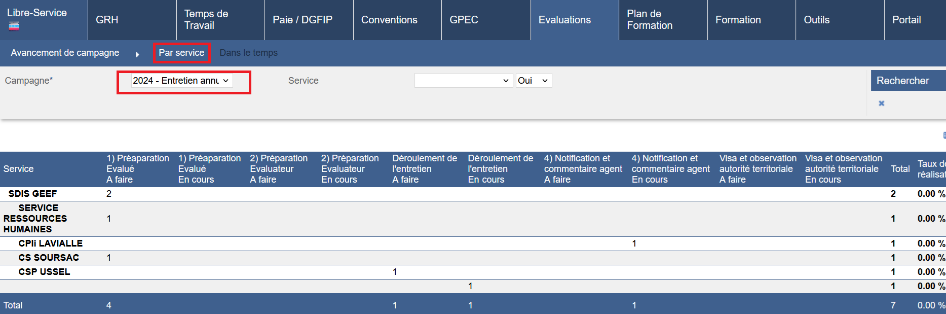 Libre-Service
GRH
Temps de
Travail
Paie / DGFIP
Conventions
GPEC
Evaluations
Plan de
Formation
Formation
Outils
Portail
Avancement de campagne
Par service
Dans le temps
Campagne*
2024 - Entretien annu
Service
Oui
Rechercher
Service
1) Préaparation
Evalué
A faire
1) Préaparation
Evalué
En cours
2) Préparation
Evaluateur
A faire
2) Préparation
Evaluateur
En cours
Déroulement de
l'entretien
A faire
Déroulement de
l'entretien
En cours
4) Notification et
commentaire agent
A faire
4) Notification et
commentaire agent
En cours
Visa et observation
autorité territoriale
A faire
Visa et observation
autorité territoriale
En cours
Total
Taux de
réalisat
SDIS GEEF 2 2 0.00 %
SERVICE
RESSOURCES
HUMAINES
1 1 0.00 %
CPIi LAVIALLE 1 1 0.00 %
CS SOURSAC 1 1 0.00 %
CSP USSEL 1 1 0.00 %
1 1 0.00 %
Total 4 1 1 1 7 0.00 %